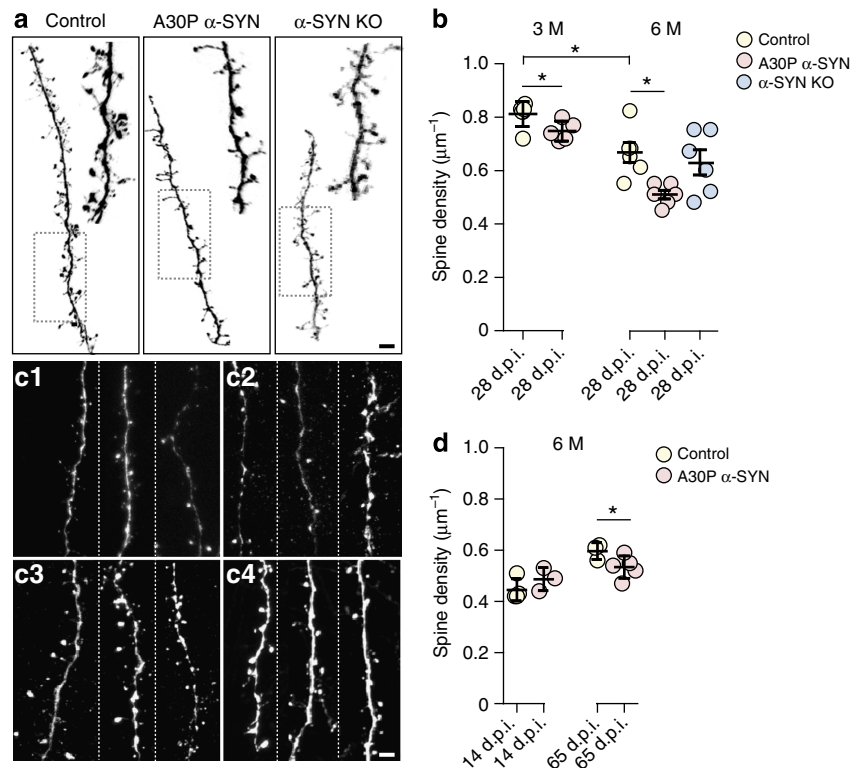 a
Control A30P α-SYN α-SYN KO
c1 c2
c3 c4
b
3 M 6 M
Control
A30P α-SYN
α-SYN KO
*
* *
Spine density (μm⁻¹)
1.0
0.8
0.6
0.4
0.2
0
28 d.p.i. 28 d.p.i. 28 d.p.i. 28 d.p.i. 28 d.p.i.
d
6 M
Control
A30P α-SYN
*
Spine density (μm⁻¹)
1.0
0.8
0.6
0.4
0.2
0
14 d.p.i. 14 d.p.i. 65 d.p.i. 65 d.p.i.